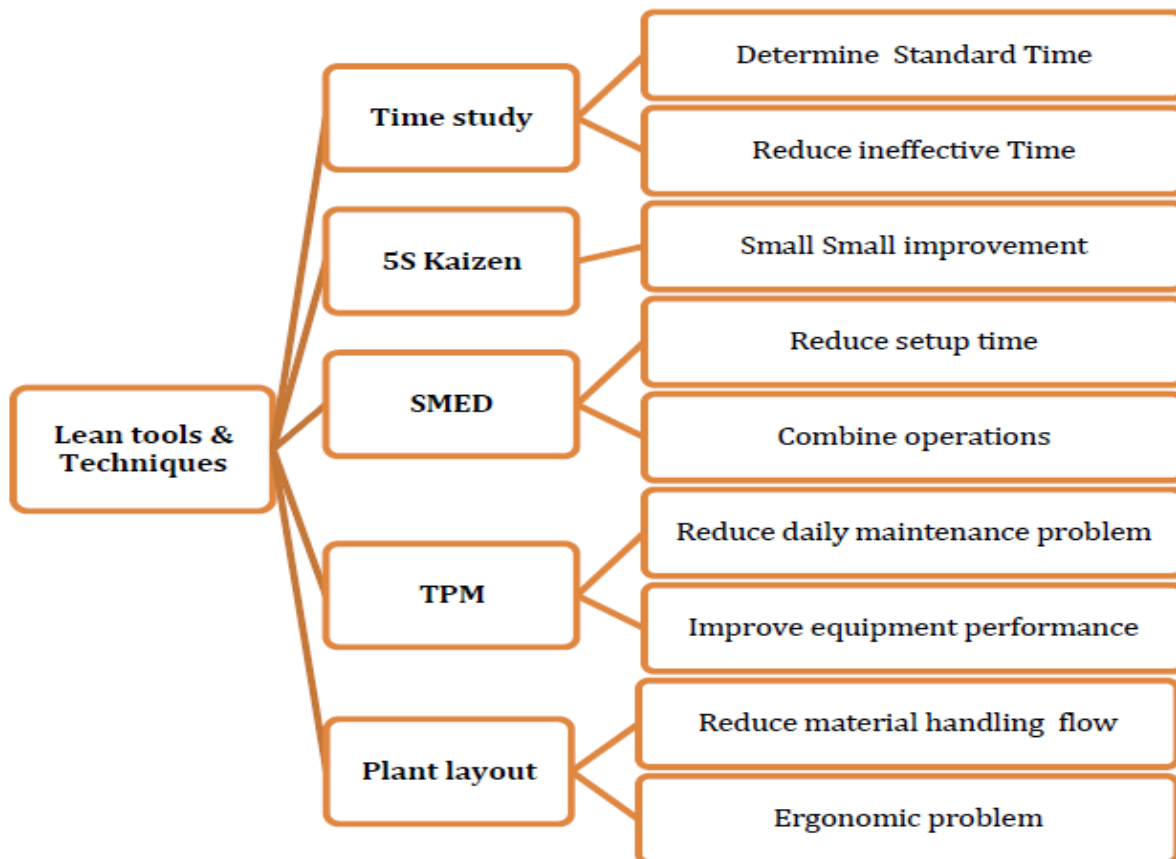 Lean tools &
Techniques
Time study
Determine Standard Time
Reduce ineffective Time
5S Kaizen
Small Small improvement
SMED
Reduce setup time
Combine operations
TPM
Reduce daily maintenance problem
Improve equipment performance
Plant layout
Reduce material handling flow
Ergonomic problem